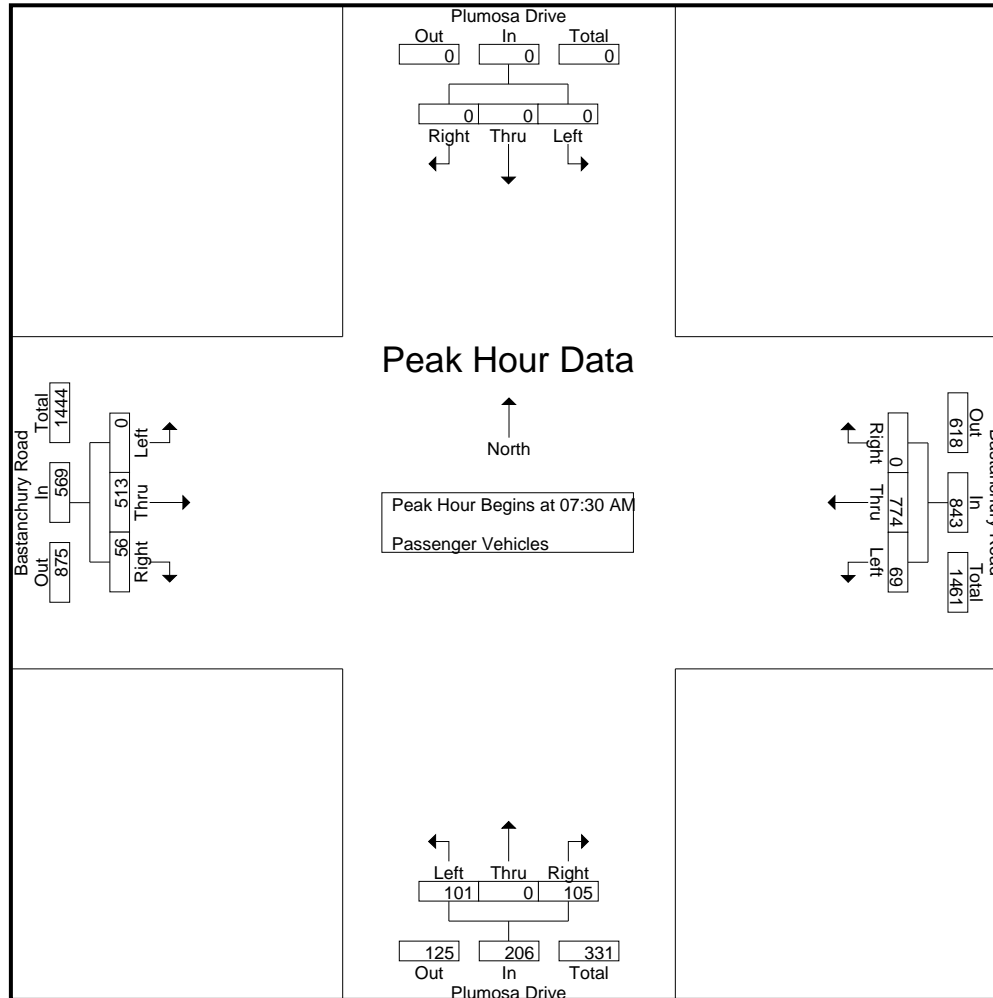 Plumosa Drive
Out In Total
0 0 0
0 0 0
Right Thru Left
Peak Hour Data
North
Peak Hour Begins at 07:30 AM
Passenger Vehicles
Bastanchury Road
Total In Out
1444 569 875
0 513 56
Left Thru Right
Bastanchury Road
Out In Total
618 843 1461
0 774 69
Right Thru Left
Left Thru Right
101 0 105
125 206 331
Out In Total
Plumosa Drive